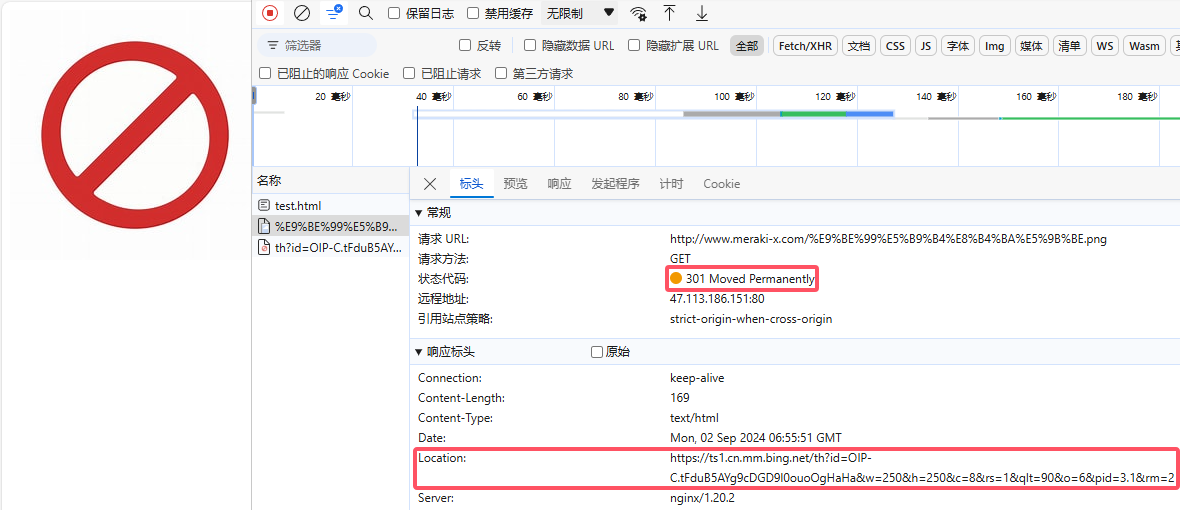 保留日志 禁用缓存 无限制
筛选器 反转 隐藏数据 URL 隐藏扩展 URL 全部 Fetch/XHR 文档 CSS JS 字体 Img 媒体 清单 WS Wasm
已阻止的响应 Cookie 已阻止请求 第三方请求
20 毫秒 40 毫秒 60 毫秒 80 毫秒 100 毫秒 120 毫秒 140 毫秒 160 毫秒 180 毫秒
名称
test.html
%E9%BE%99%E5%B9...
th?id=OIP-C.tFduB5AY...
标头 预览 响应 发起程序 计时 Cookie
常规
请求 URL: http://www.meraki-x.com/%E9%BE%99%E5%B9%B4%E8%B4%BA%E5%9B%BE.png
请求方法: GET
状态代码: 301 Moved Permanently
远程地址: 47.113.186.151:80
引用站点策略: strict-origin-when-cross-origin
响应标头 原始
Connection: keep-alive
Content-Length: 169
Content-Type: text/html
Date: Mon, 02 Sep 2024 06:55:51 GMT
Location: https://ts1.cn.mm.bing.net/th?id=OIP-
C.tFduB5AYg9cDGD9l0ouoOgHaHa&w=250&h=250&c=8&rs=1&qlt=90&o=6&pid=3.1&rm=2
Server: nginx/1.20.2